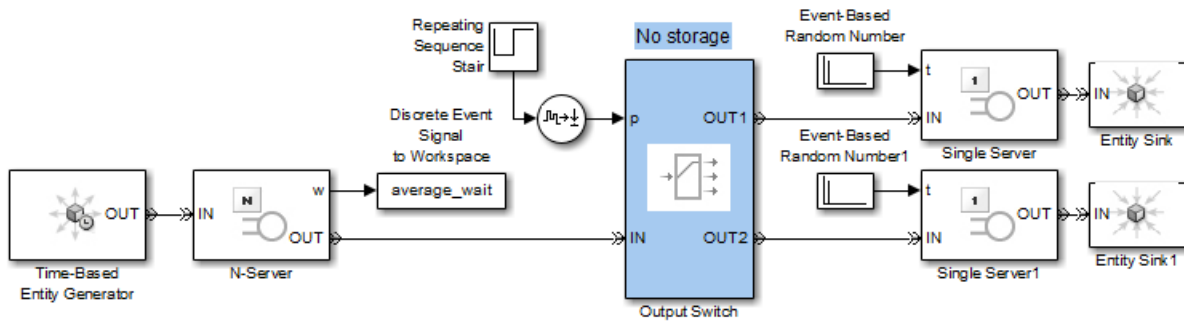 Repeating
Sequence
Stair
No storage
Event-Based
Random Number
t
1
OUT
IN
IN
Single Server
Entity Sink
p
OUT1
Discrete Event
Signal
to Workspace
average_wait
Event-Based
Random Number1
t
1
OUT
IN
IN
Single Server1
Entity Sink1
OUT
Time-Based
Entity Generator
IN
N
w
OUT
N-Server
IN
OUT2
Output Switch